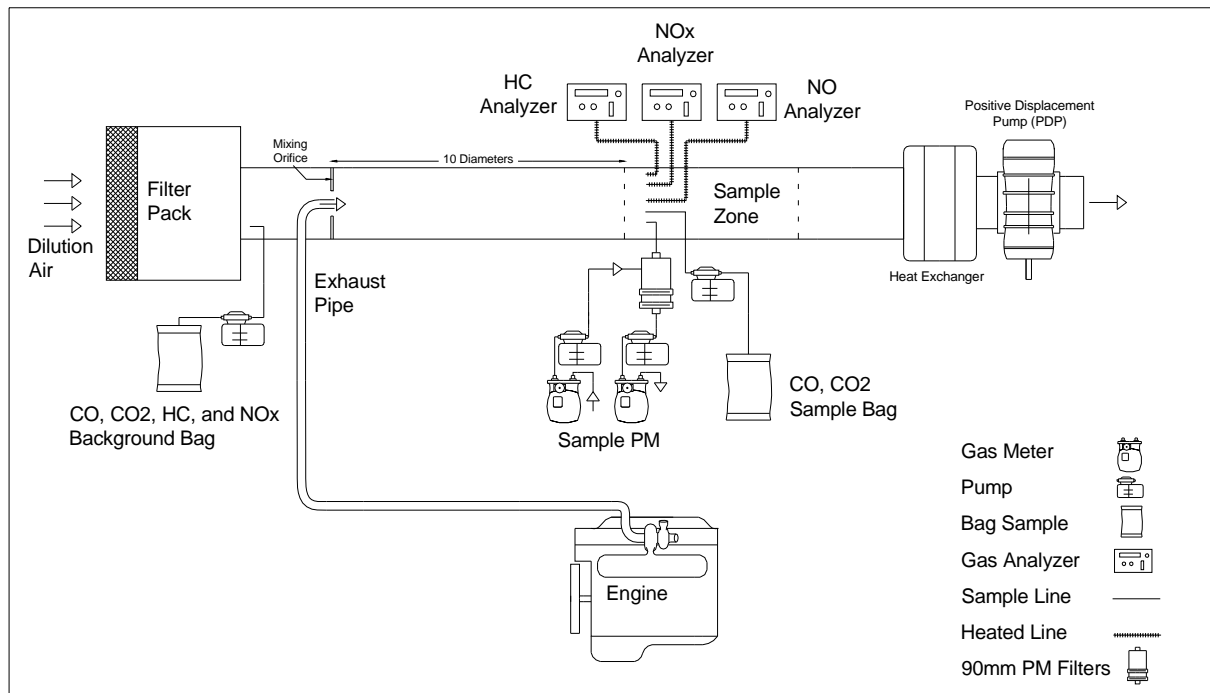 NOx
Analyzer
HC
Analyzer
NO
Analyzer
Positive Displacement
Pump (PDP)
Mixing
Orifice
10 Diameters
Filter
Pack
Sample
Zone
Dilution
Air
Heat Exchanger
Exhaust
Pipe
CO, CO2
Sample Bag
CO, CO2, HC, and NOx
Background Bag
Sample PM
Engine
Gas Meter
Pump
Bag Sample
Gas Analyzer
Sample Line
Heated Line
90mm PM Filters